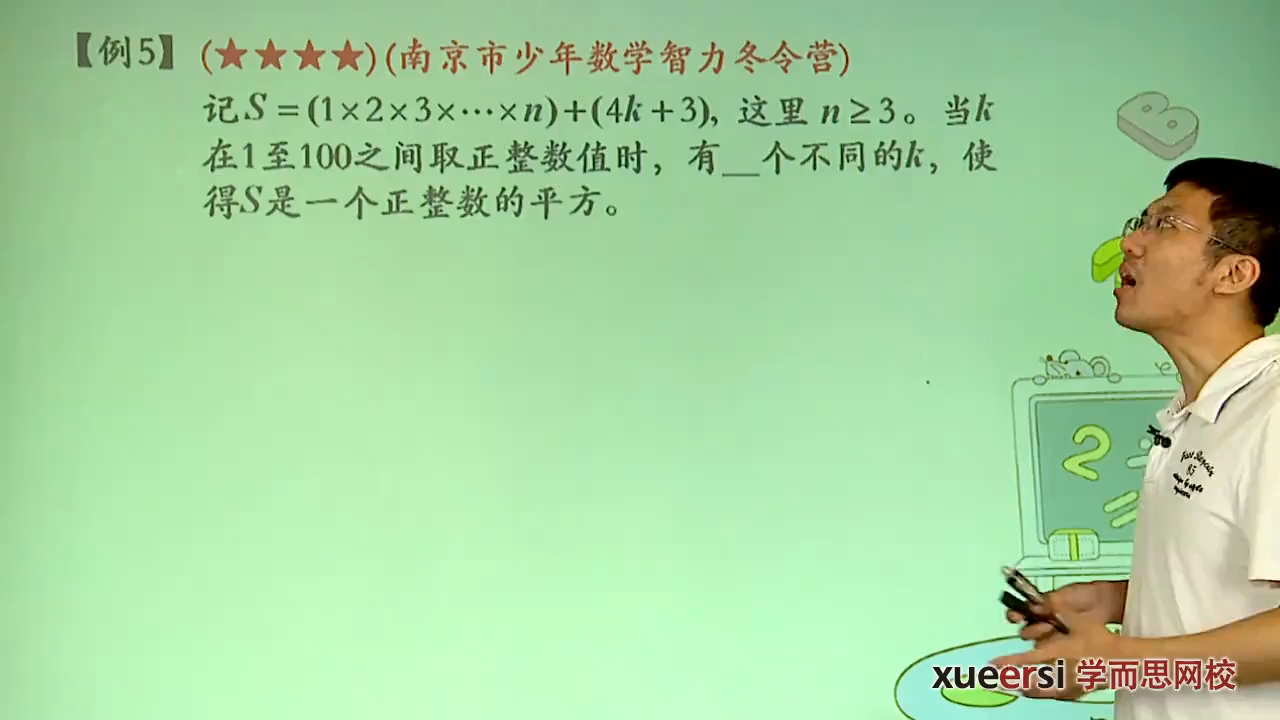 【例5】(★★★★)(南京市少年数学智力冬令营)
记S=(1×2×3×…×n)+(4k+3), 这里 n≥3。当k
在1至100之间取正整数值时，有__个不同的k，使
得S是一个正整数的平方。
2
xueersi 学而思网校